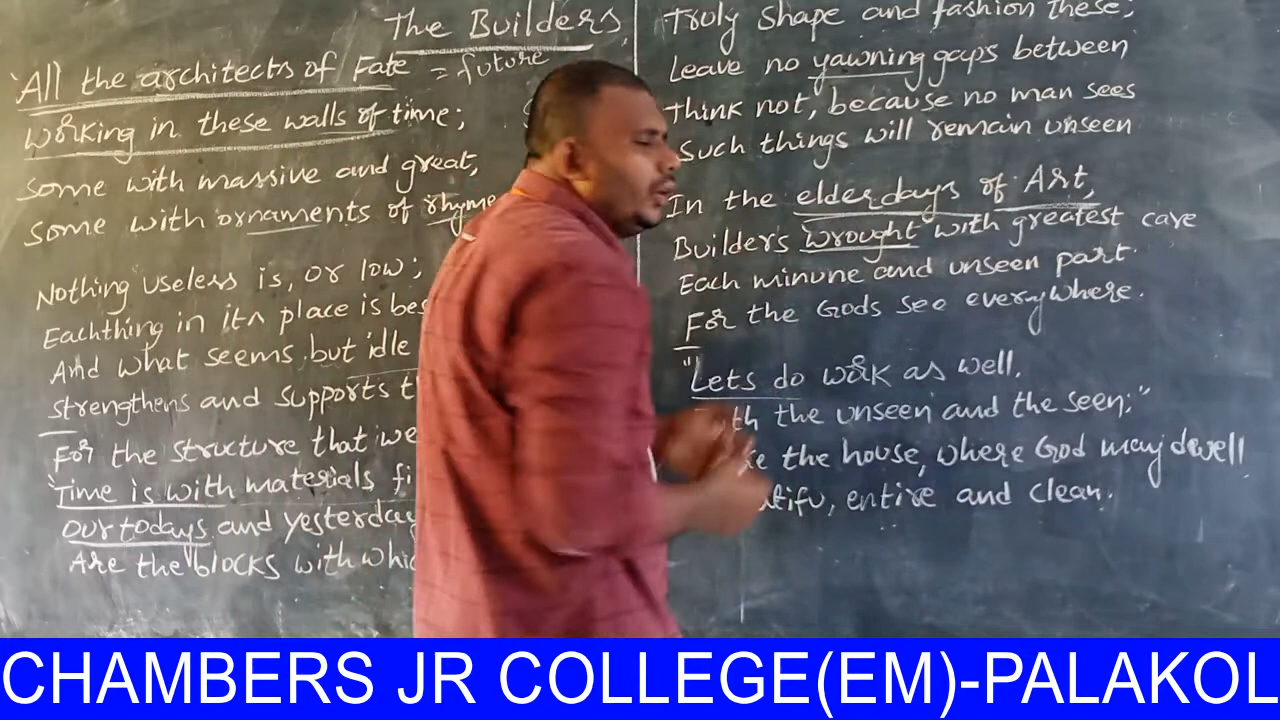 The Builders
'All the architects of Fate = future
working in these walls of time;
some with massive and great,
some with ornaments of rhyme
Nothing useless is, or low;
Eachthing in its place is bes
And what seems but idle
strengthens and supports t
For the structure that we
'Time is with materials fi
our todays and yesterday
Are the blocks with whic
Truly shape and fashion these;
Leave no yawning gaps between
think not, because no man sees
such things will remain unseen
In the elder days of Art,
Builders wrought with greatest care
Each minune and unseen part.
For the Gods see everywhere.
"Lets do work as well,
th the unseen and the seen;"
ke the house, where God may dwell
utifu, entire and clean.
CHAMBERS JR COLLEGE(EM)-PALAKOL